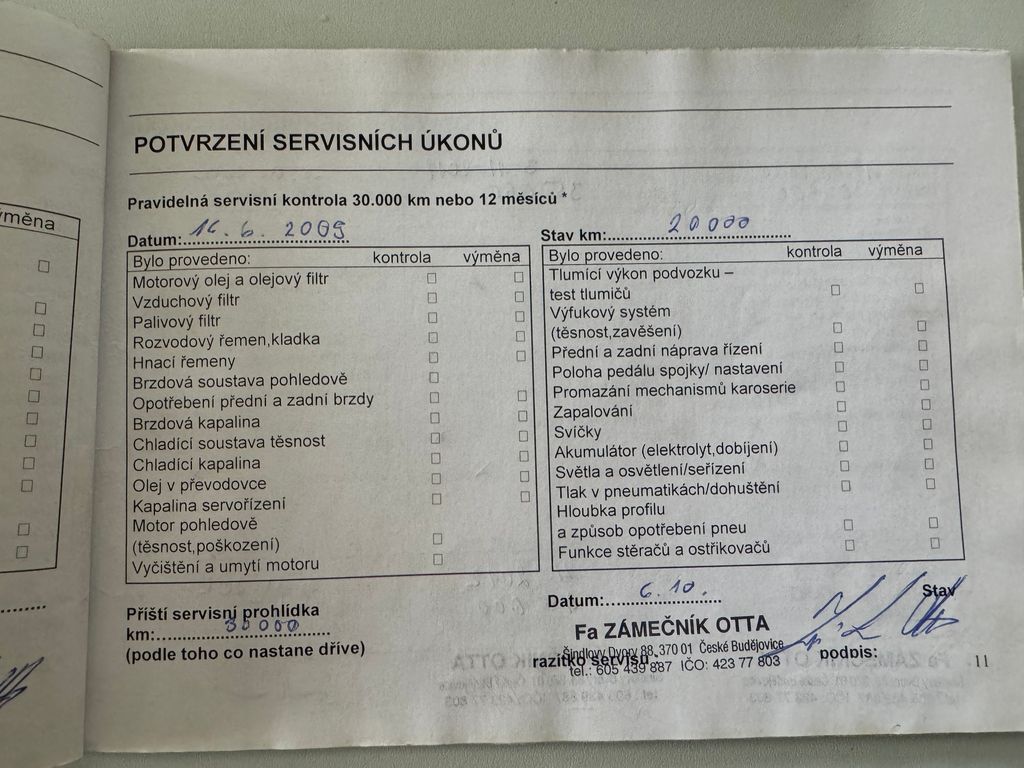 POTVRZENÍ SERVISNÍCH ÚKONŮ
Pravidelná servisní kontrola 30.000 km nebo 12 měsíců *
Datum: 16. 6. 2009
Stav km: 20000
výměna
Bylo provedeno: kontrola výměna
Motorový olej a olejový filtr
Vzduchový filtr
Palivový filtr
Rozvodový řemen,kladka
Hnací řemeny
Brzdová soustava pohledově
Opotřebení přední a zadní brzdy
Brzdová kapalina
Chladící soustava těsnost
Chladící kapalina
Olej v převodovce
Kapalina servořízení
Motor pohledově
(těsnost,poškození)
Vyčištění a umytí motoru
Bylo provedeno: kontrola výměna
Tlumící výkon podvozku –
test tlumičů
Výfukový systém
(těsnost,zavěšení)
Přední a zadní náprava řízení
Poloha pedálu spojky/ nastavení
Promazání mechanismů karoserie
Zapalování
Svíčky
Akumulátor (elektrolyt,dobíjení)
Světla a osvětlení/seřízení
Tlak v pneumatikách/dohuštění
Hloubka profilu
a způsob opotřebení pneu
Funkce stěračů a ostřikovačů
Příští servisní prohlídka
km: 30000
(podle toho co nastane dříve)
Datum: 6. 10. Stav
Fa ZÁMEČNÍK OTTA
Šindlovy Dvory 88, 370 01 České Budějovice
razítko servisu podpis:
tel.: 605 439 887 IČO: 423 77 803
11